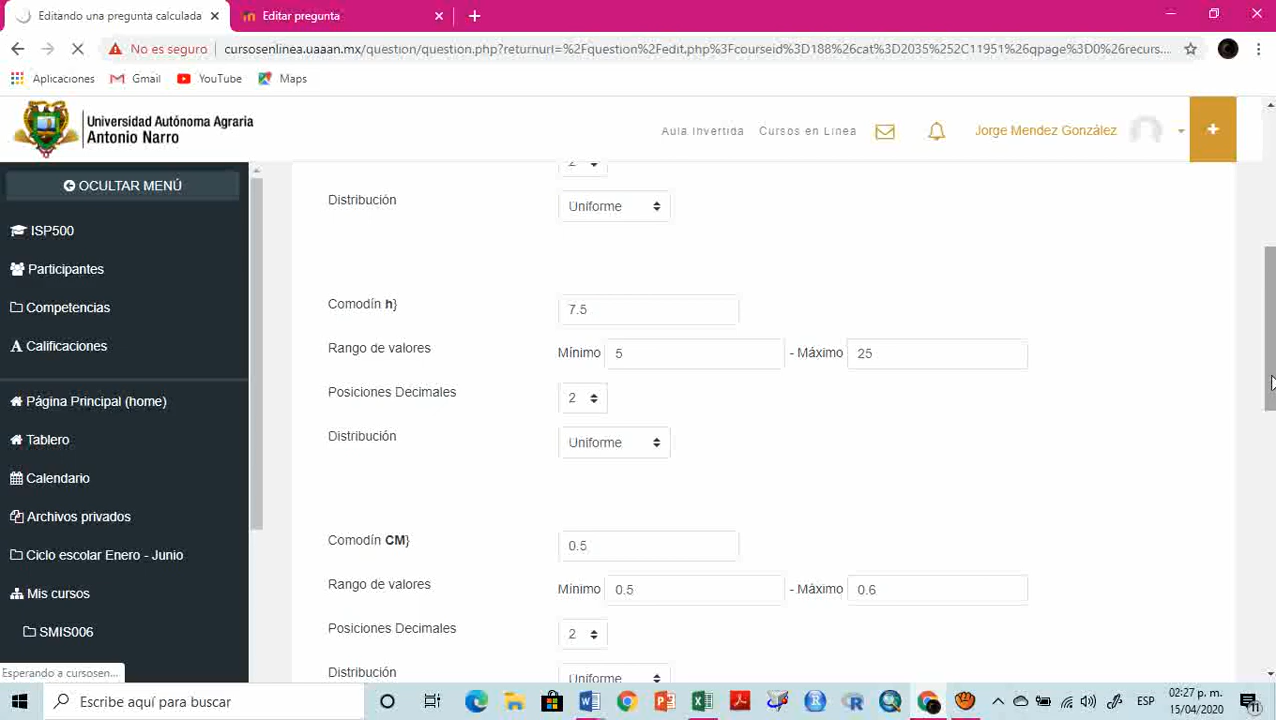 Editando una pregunta calculada
Editar pregunta
No es seguro
cursosenlinea.uaaan.mx/question/question.php?returnurl=%2Fquestion%2Fedit.php%3Fcourseid%3D188%26cat%3D2035%252C11951%26qpage%3D0%26recurs...
Aplicaciones
Gmail
YouTube
Maps
Universidad Autónoma Agraria
Antonio Narro
Aula Invertida
Cursos en Linea
Jorge Mendez González
OCULTAR MENÚ
ISP500
Participantes
Competencias
Calificaciones
Página Principal (home)
Tablero
Calendario
Archivos privados
Ciclo escolar Enero - Junio
Mis cursos
SMIS006
Esperando a cursosen...
2
Distribución
Uniforme
Comodín h}
7.5
Rango de valores
Mínimo 5 - Máximo 25
Posiciones Decimales
2
Distribución
Uniforme
Comodín CM}
0.5
Rango de valores
Mínimo 0.5 - Máximo 0.6
Posiciones Decimales
2
Distribución
Uniforme
Escribe aquí para buscar
ESP
02:27 p. m.
15/04/2020